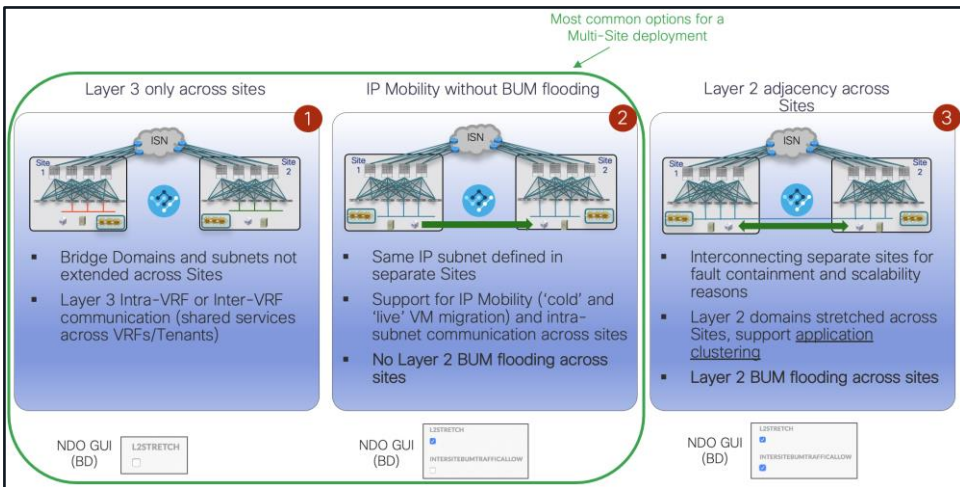 Most common options for a
Multi-Site deployment
Layer 3 only across sites
1
ISN
Site
1
Site
2
Bridge Domains and subnets not
extended across Sites
Layer 3 Intra-VRF or Inter-VRF
communication (shared services
across VRFs/Tenants)
NDO GUI
(BD)
L2STRETCH
IP Mobility without BUM flooding
2
ISN
Site
1
Site
2
Same IP subnet defined in
separate Sites
Support for IP Mobility (‘cold’ and
‘live’ VM migration) and intra-
subnet communication across sites
No Layer 2 BUM flooding across
sites
NDO GUI
(BD)
L2STRETCH
INTERSITEBUMTRAFFICALLOW
Layer 2 adjacency across
Sites
3
ISN
Site
1
Site
2
Interconnecting separate sites for
fault containment and scalability
reasons
Layer 2 domains stretched across
Sites, support application
clustering
Layer 2 BUM flooding across sites
NDO GUI
(BD)
L2STRETCH
INTERSITEBUMTRAFFICALLOW